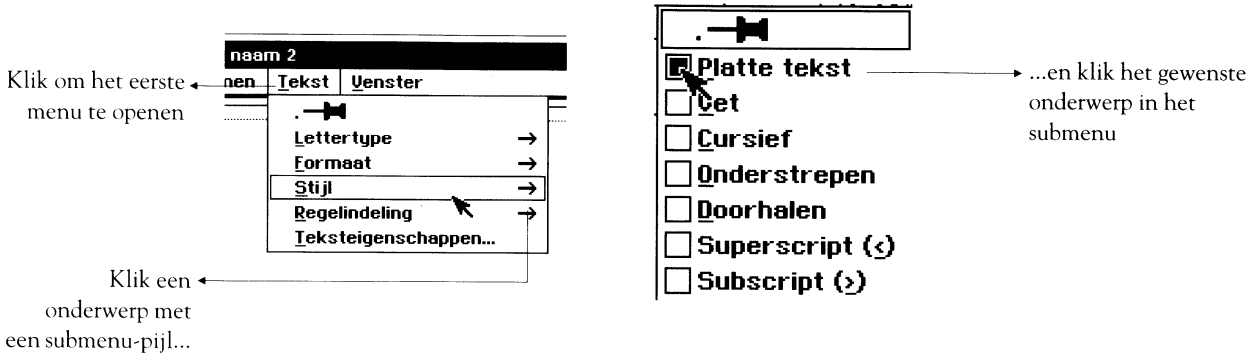 naam 2
nen Tekst Venster
Lettertype
Formaat
Stijl
Regelindeling
Teksteigenschappen...
Klik om het eerste
menu te openen
Klik een
onderwerp met
een submenu-pijl...
Platte tekst
Vet
Cursief
Onderstrepen
Doorhalen
Superscript (<)
Subscript (>)
...en klik het gewenste
onderwerp in het
submenu